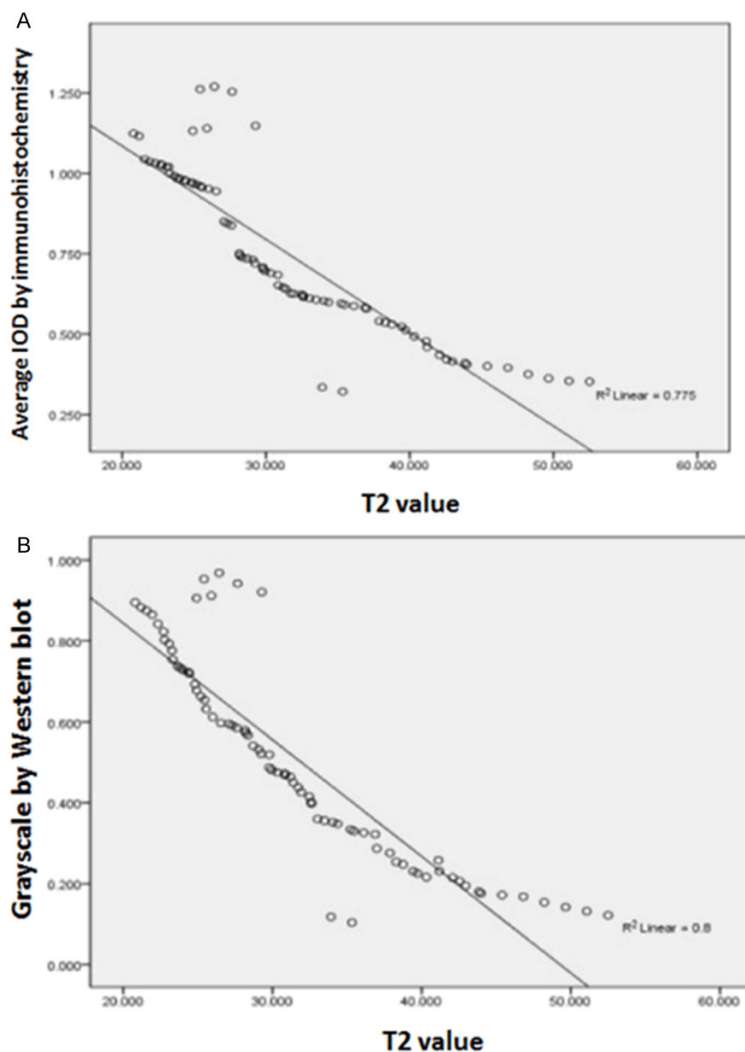 A
Average IOD by immunohistochemistry
1.250
1.000
0.750
0.500
0.250
R² Linear = 0.775
20.000 30.000 40.000 50.000 60.000
T2 value
B
Grayscale by Western blot
1.000
0.800
0.600
0.400
0.200
0.000
R² Linear = 0.8
20.000 30.000 40.000 50.000 60.000
T2 value